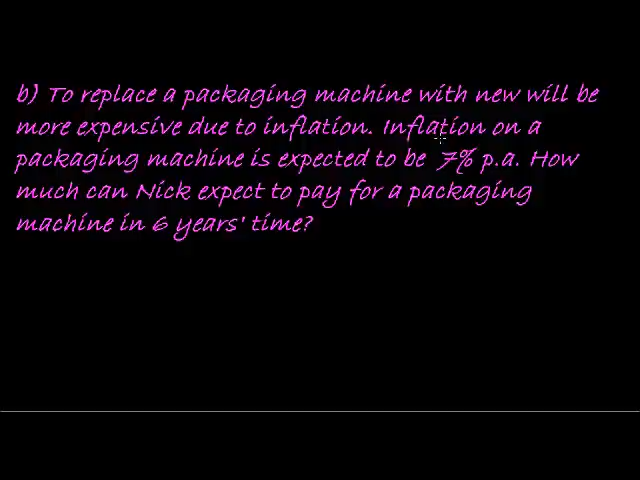 b) To replace a packaging machine with new will be
more expensive due to inflation. Inflation on a
packaging machine is expected to be 7% p.a. How
much can Nick expect to pay for a packaging
machine in 6 years' time?